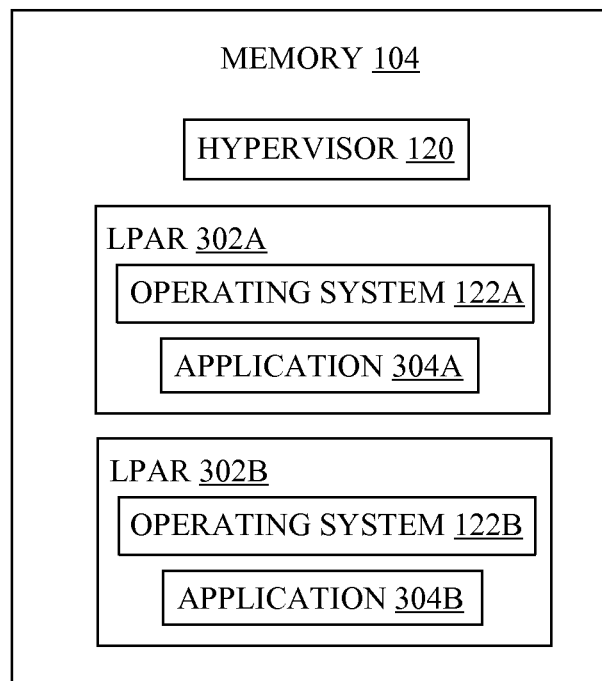 MEMORY 104
HYPERVISOR 120
LPAR 302A
OPERATING SYSTEM 122A
APPLICATION 304A
LPAR 302B
OPERATING SYSTEM 122B
APPLICATION 304B